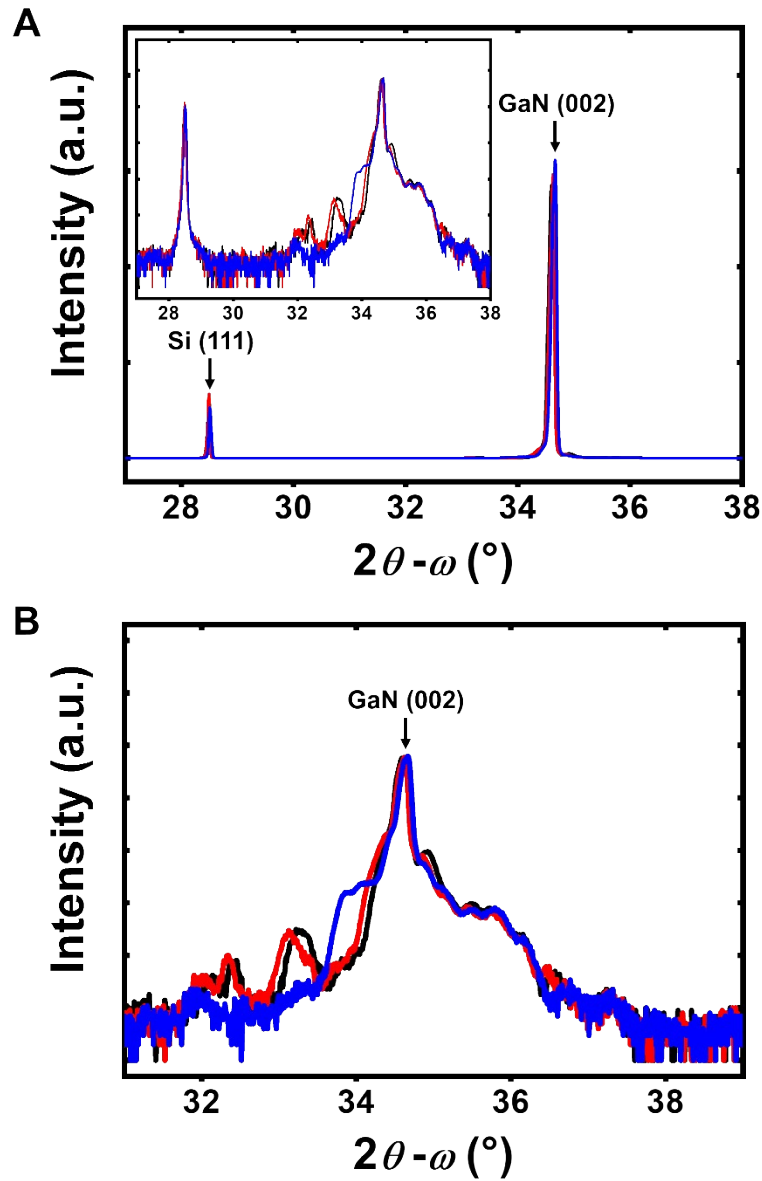 A
Intensity (a.u.)
28 30 32 34 36 38
GaN (002)
Si (111)
28 30 32 34 36 38
2θ-ω (°)
B
Intensity (a.u.)
GaN (002)
32 34 36 38
2θ-ω (°)